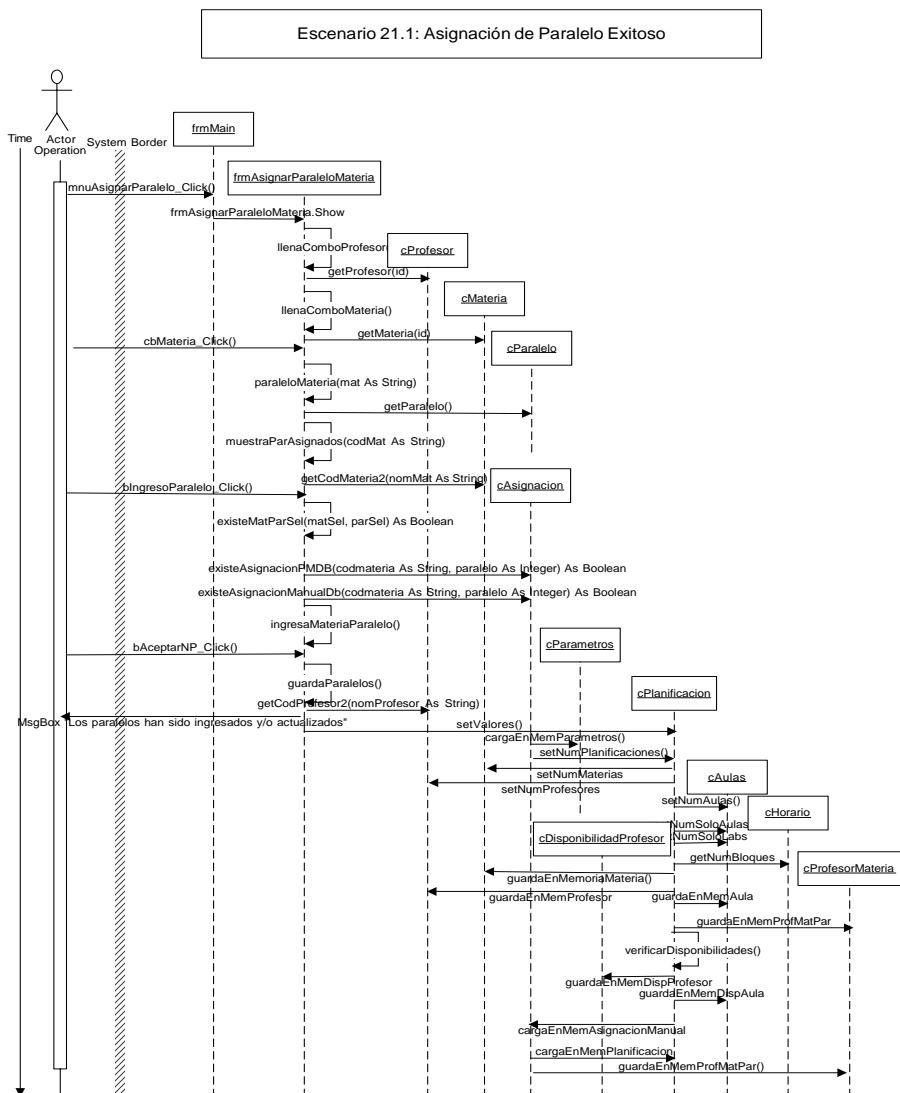 Escenario 21.1: Asignación de Paralelo Exitoso
Time
Actor
Operation
System Border
frmMain
frmAsignarParaleloMateria
mnuAsignarParalelo_Click()
frmAsignarParaleloMateria.Show
llenaComboProfesor
cProfesor
getProfesor(id)
cMateria
llenaComboMateria()
getMateria(id)
cbMateria_Click()
cParalelo
paraleloMateria(mat As String)
getParalelo()
muestraParAsignados(codMat As String)
getCodMateria2(nomMat As String)
cAsignacion
bIngresoParalelo_Click()
existeMatParSel(matSel, parSel) As Boolean
existeAsignacionPMDB(codmateria As String, paralelo As Integer) As Boolean
existeAsignacionManualDb(codmateria As String, paralelo As Integer) As Boolean
ingresaMateriaParalelo()
cParametros
bAceptarNP_Click()
guardaParalelos()
cPlanificacion
getCodProfesor2(nomProfesor As String)
MsgBox "Los paralelos han sido ingresados y/o actualizados"
setValores()
cargaEnMemParametros()
setNumPlanificaciones()
setNumMaterias
cAulas
setNumProfesores
setNumAulas()
cHorario
NumSoloAulas
NumSoloLabs
cDisponibilidadProfesor
getNumBloques
cProfesorMateria
guardaEnMemoriaMateria()
guardaEnMemProfesor
guardaEnMemAula
guardaEnMemProfMatPar
verificarDisponibilidades()
guardaEnMemDispProfesor
guardaEnMemDispAula
cargaEnMemAsignacionManual
cargaEnMemPlanificacion
guardaEnMemProfMatPar()